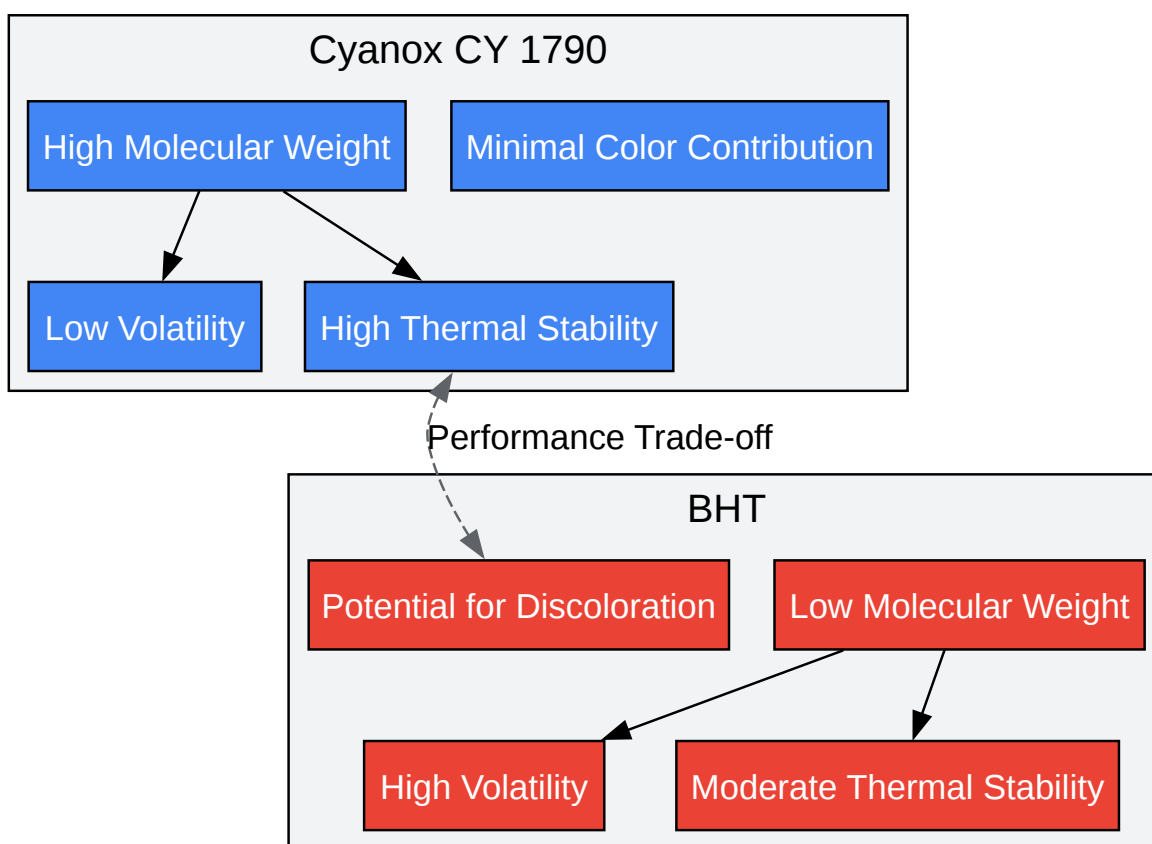 Cyanox CY 1790
High Molecular Weight
Minimal Color Contribution
Low Volatility
High Thermal Stability
Performance Trade-off
BHT
Potential for Discoloration
Low Molecular Weight
High Volatility
Moderate Thermal Stability